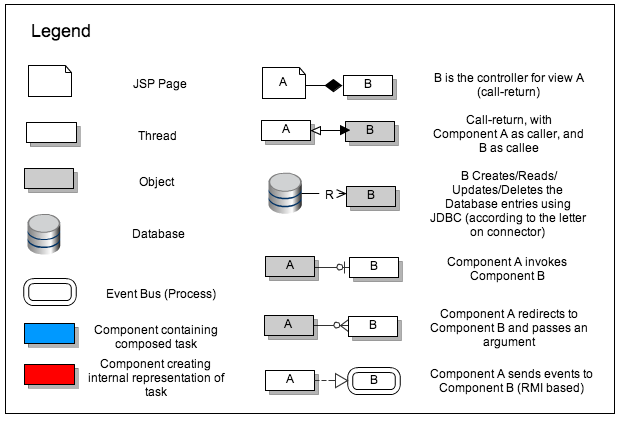 Legend
JSP Page
Thread
Object
Database
Event Bus (Process)
Component containing
composed task
Component creating
internal representation of
task
A
B
B is the controller for view A
(call-return)
A
B
Call-return, with
Component A as caller, and
B as callee
R
B
B Creates/Reads/
Updates/Deletes the
Database entries using
JDBC (according to the letter
on connector)
A
B
Component A invokes
Component B
A
B
Component A redirects to
Component B and passes an
argument
A
B
Component A sends events to
Component B (RMI based)